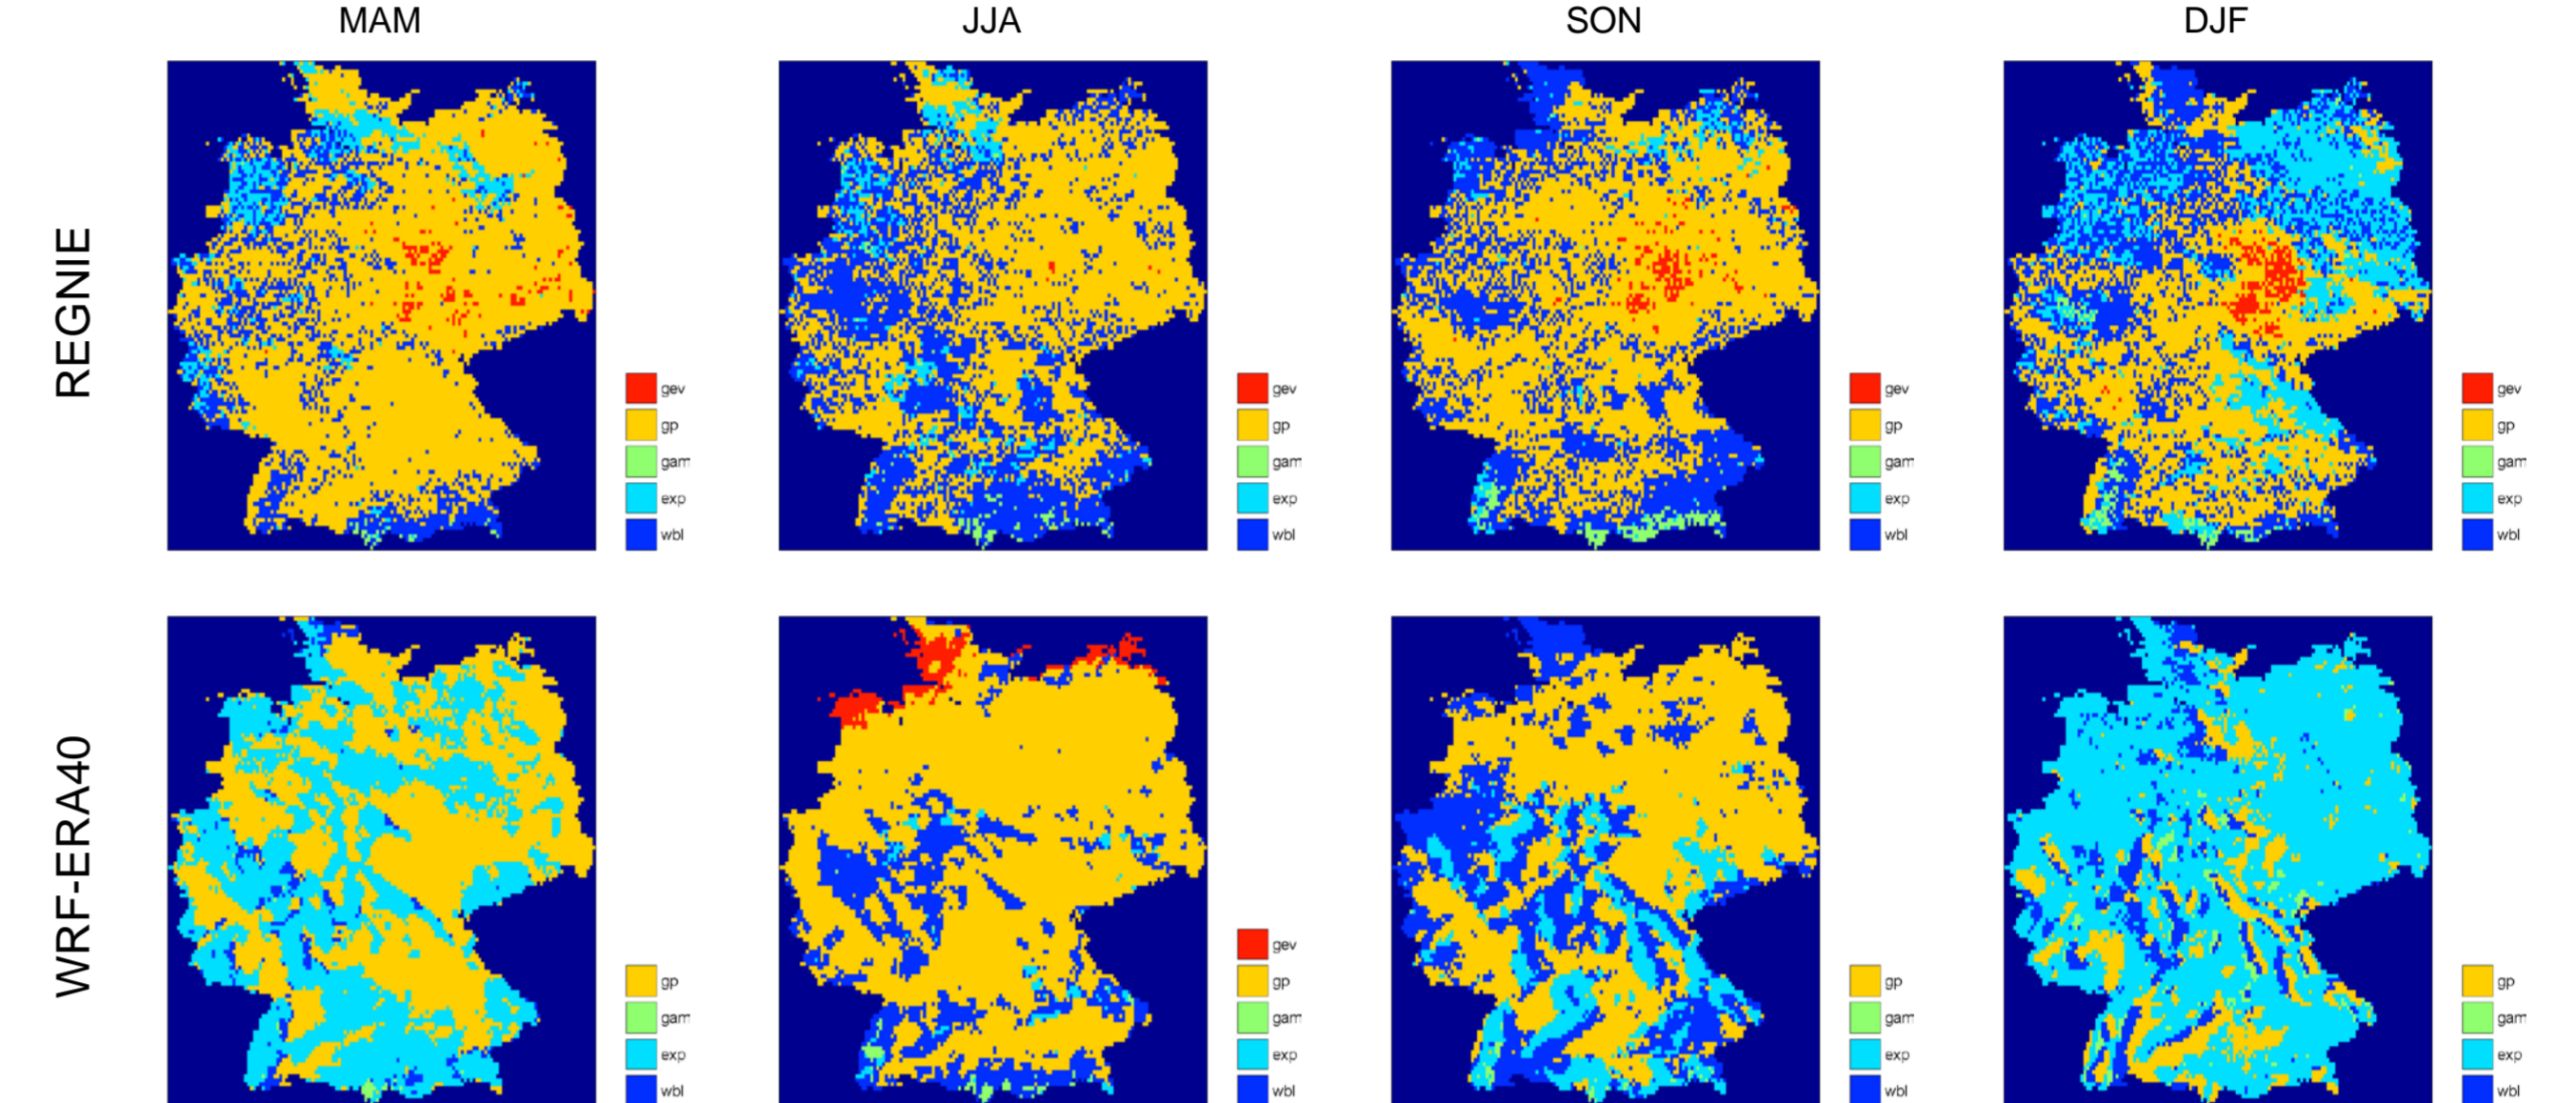 MAM JJA SON DJF
REGNIE
gev gev gev gev
gp gp gp gp
gam gam gam gam
exp exp exp exp
wbl wbl wbl wbl
WRF-ERA40
gev
gp gp gp gp
gam gam gam gam
exp exp exp exp
wbl wbl wbl wbl